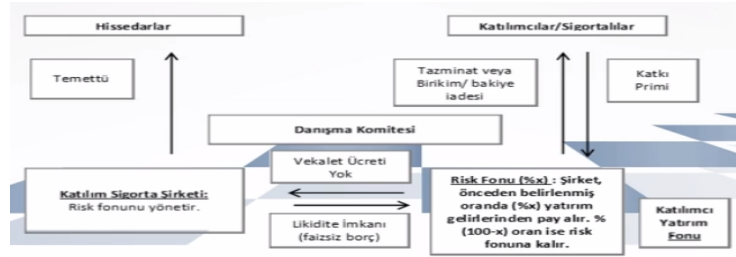 Hissedarlar
Katılımcılar/Sigortalılar
Temettü
Tazminat veya
Birikim/ bakiye
iadesi
Katkı
Primi
Danışma Komitesi
Vekalet Ücreti
Yok
Katılım Sigorta Şirketi:
Risk fonunu yönetir.
Likidite İmkanı
(faizsiz borç)
Risk Fonu (%x) : Şirket,
önceden belirlenmiş
oranda (%x) yatırım
gelirlerinden pay alır. %
(100-x) oran ise risk
fonuna kalır.
Katılımcı
Yatırım
Fonu